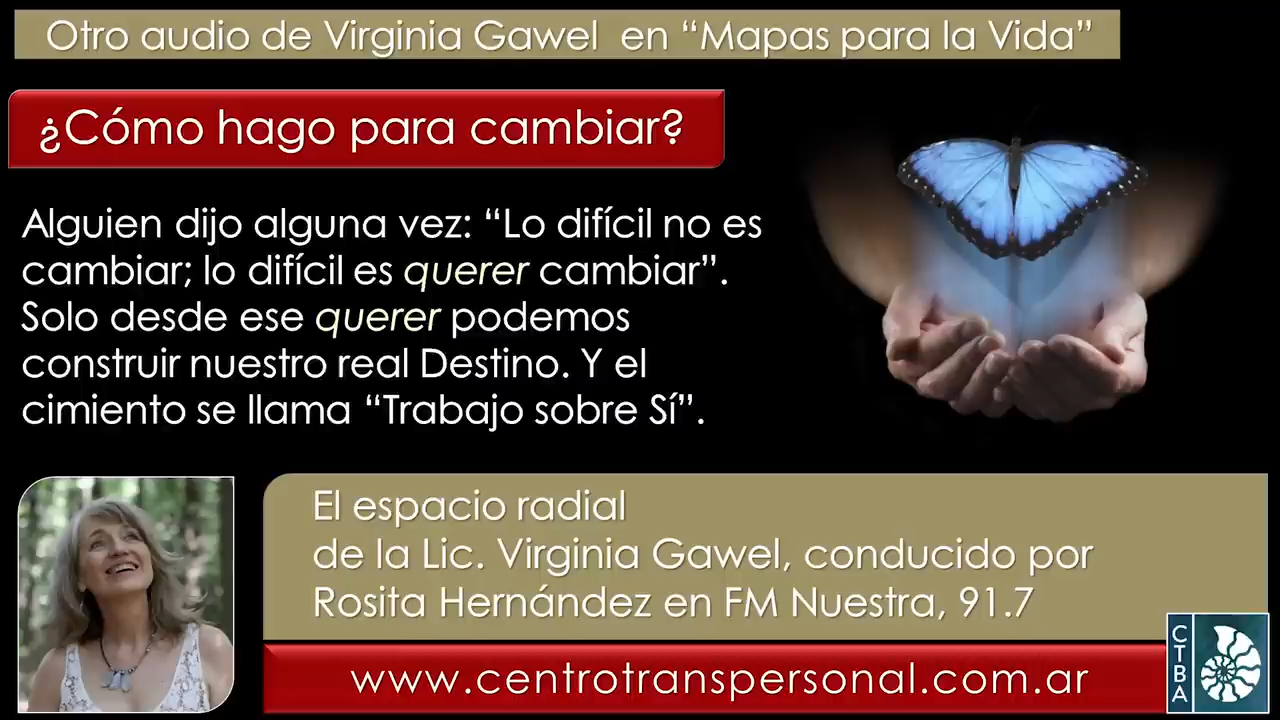 Otro audio de Virginia Gawel en “Mapas para la Vida”
¿Cómo hago para cambiar?
Alguien dijo alguna vez: “Lo difícil no es
cambiar; lo difícil es querer cambiar”.
Solo desde ese querer podemos
construir nuestro real Destino. Y el
cimiento se llama “Trabajo sobre Sí”.
El espacio radial
de la Lic. Virginia Gawel, conducido por
Rosita Hernández en FM Nuestra, 91.7
www.centrotranspersonal.com.ar
CTBA